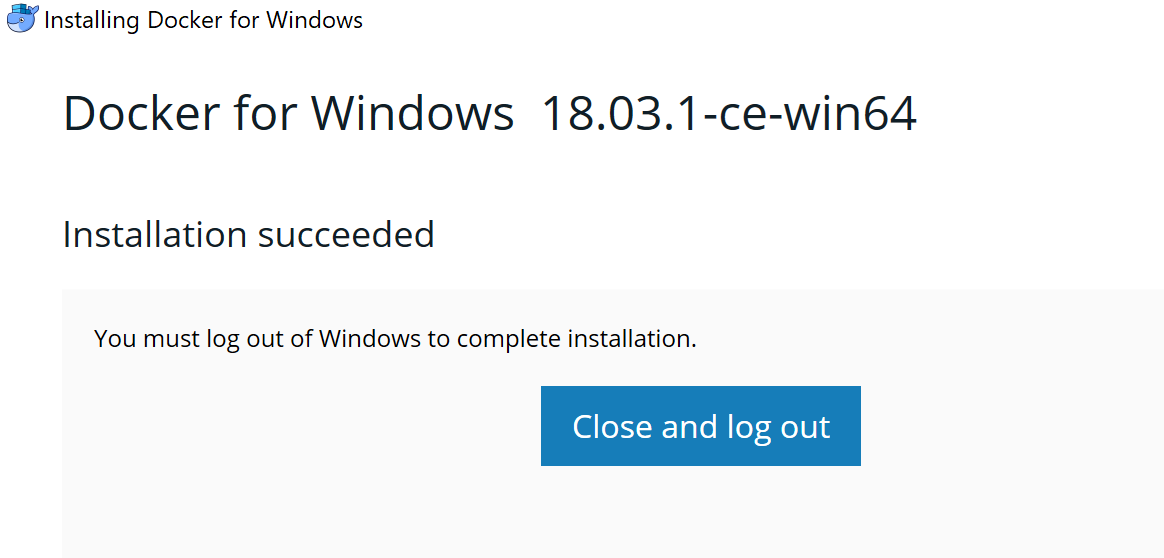 Installing Docker for Windows
Docker for Windows 18.03.1-ce-win64
Installation succeeded
You must log out of Windows to complete installation.
Close and log out